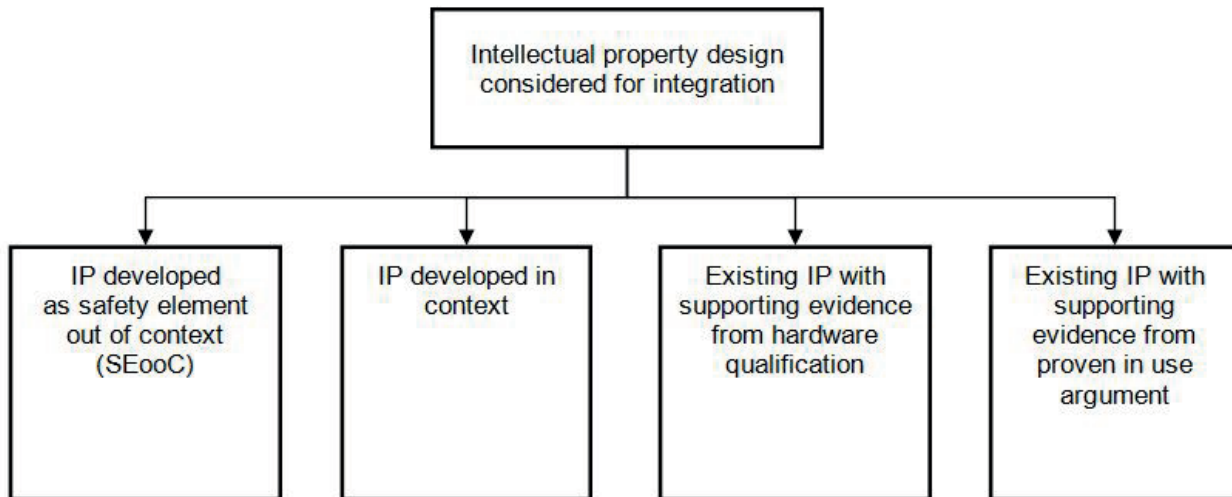 Intellectual property design
considered for integration
IP developed
as safety element
out of context
(SEooC)
IP developed in
context
Existing IP with
supporting evidence
from hardware
qualification
Existing IP with
supporting
evidence from
proven in use
argument